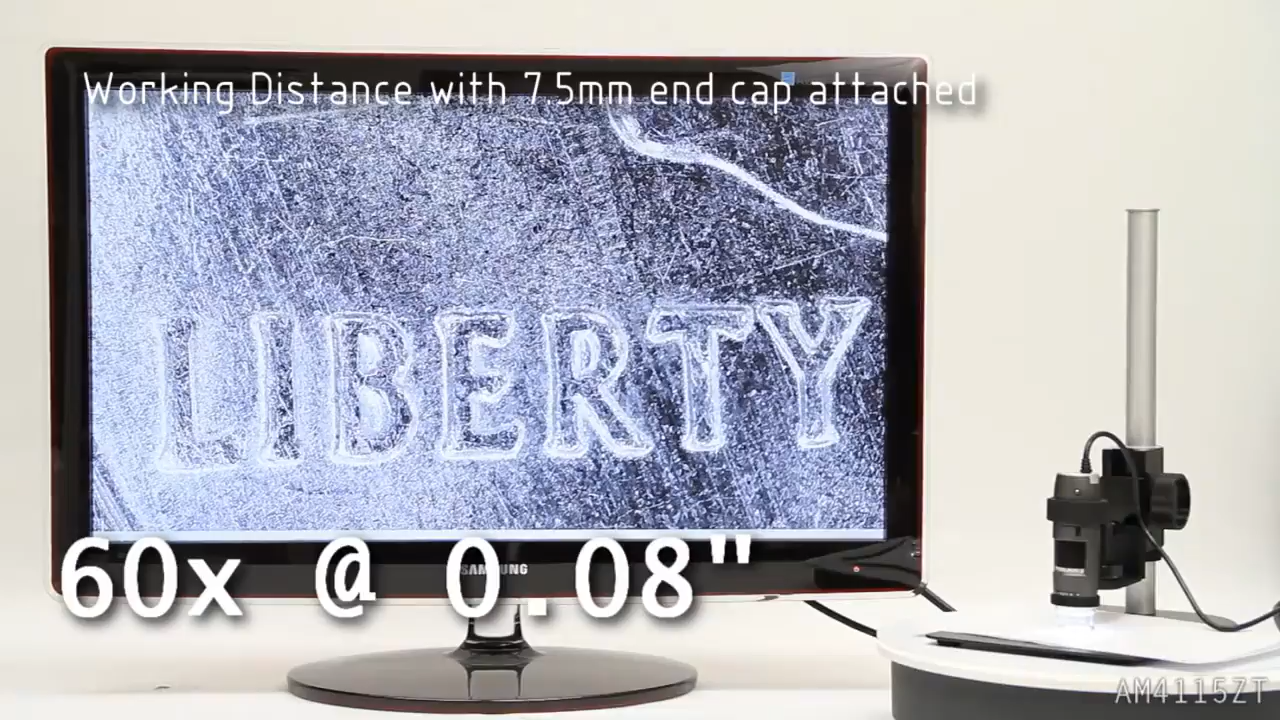 Working Distance with 7.5mm end cap attached
LIBERTY
60x @ 0.08"
SAMSUNG
AM4115ZT